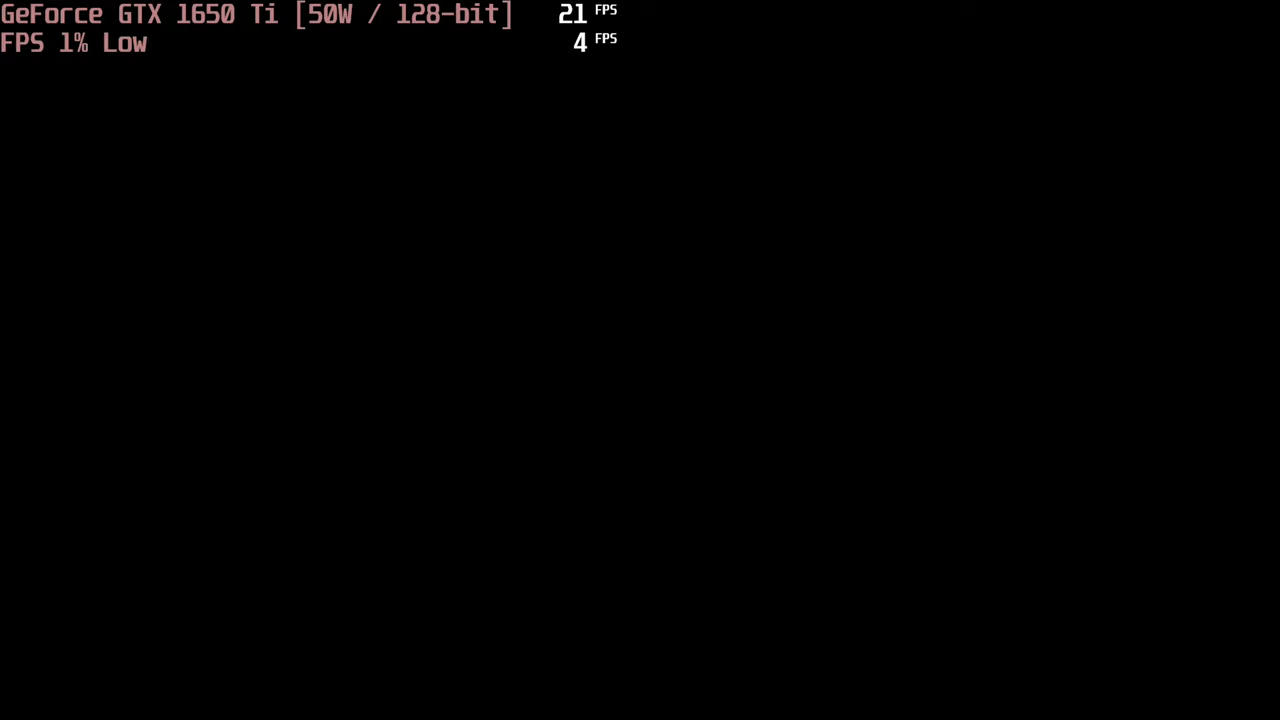 GeForce GTX 1650 Ti [50W / 128-bit] 21 FPS
FPS 1% Low 4 FPS